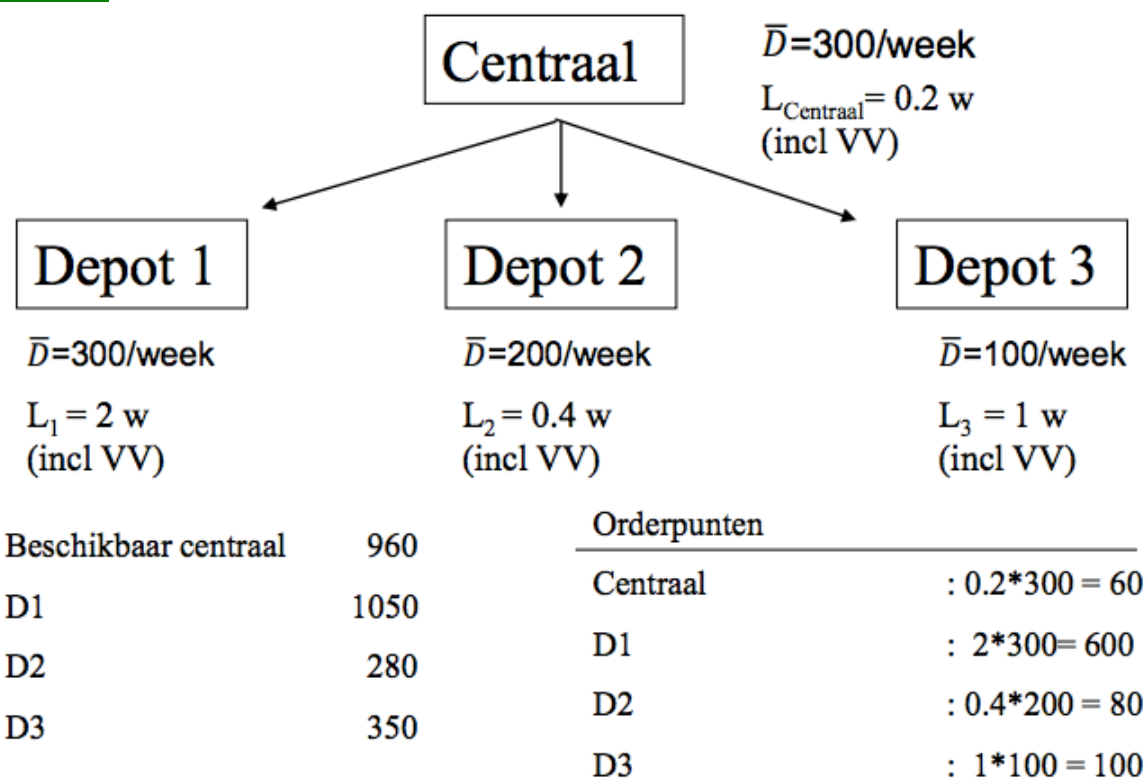 Centraal
D̅=300/week
L_Centraal= 0.2 w
(incl VV)
Depot 1
Depot 2
Depot 3
D̅=300/week
D̅=200/week
D̅=100/week
L₁ = 2 w
L₂ = 0.4 w
L₃ = 1 w
(incl VV)
(incl VV)
(incl VV)
Beschikbaar centraal 960
D1 1050
D2 280
D3 350
Orderpunten
Centraal : 0.2*300 = 60
D1 : 2*300= 600
D2 : 0.4*200 = 80
D3 : 1*100 = 100